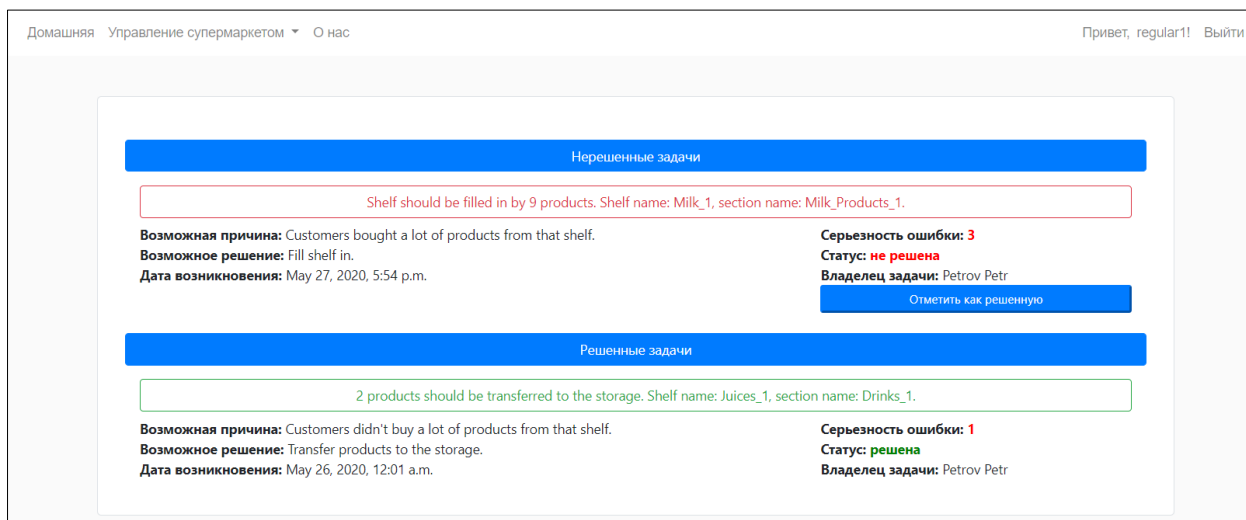 Домашняя Управление супермаркетом О нас Привет, regular1! Выйти
Нерешенные задачи
Shelf should be filled in by 9 products. Shelf name: Milk_1, section name: Milk_Products_1.
Возможная причина: Customers bought a lot of products from that shelf. Серьезность ошибки: 3
Возможное решение: Fill shelf in. Статус: не решена
Дата возникновения: May 27, 2020, 5:54 p.m. Владелец задачи: Petrov Petr
Отметить как решенную
Решенные задачи
2 products should be transferred to the storage. Shelf name: Juices_1, section name: Drinks_1.
Возможная причина: Customers didn't buy a lot of products from that shelf. Серьезность ошибки: 1
Возможное решение: Transfer products to the storage. Статус: решена
Дата возникновения: May 26, 2020, 12:01 a.m. Владелец задачи: Petrov Petr